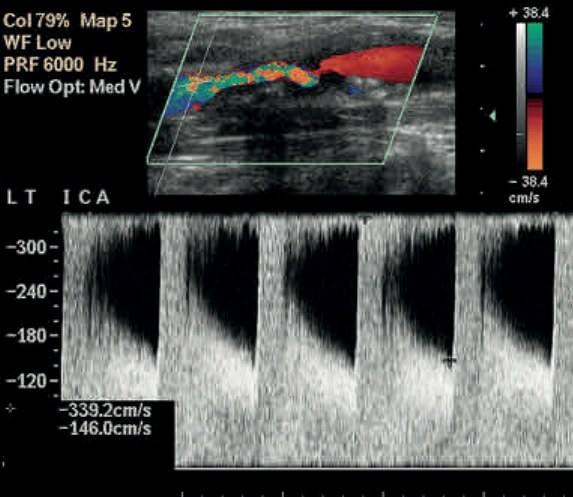 Col 79% Map 5
WF Low
PRF 6000 Hz
Flow Opt: Med V
+ 38.4
− 38.4
cm/s
LT ICA
−300−
−240−
−180−
−120−
−339.2cm/s
−146.0cm/s